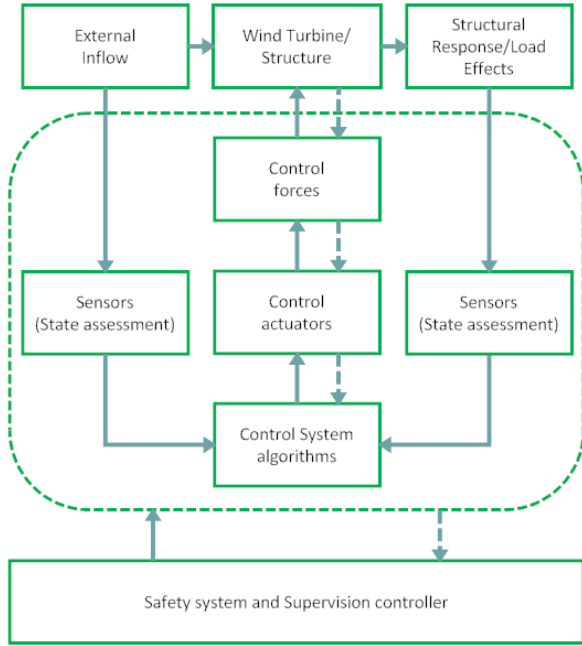 External
Inflow
Wind Turbine/
Structure
Structural
Response/Load
Effects
Control
forces
Sensors
(State assessment)
Control
actuators
Sensors
(State assessment)
Control System
algorithms
Safety system and Supervision controller